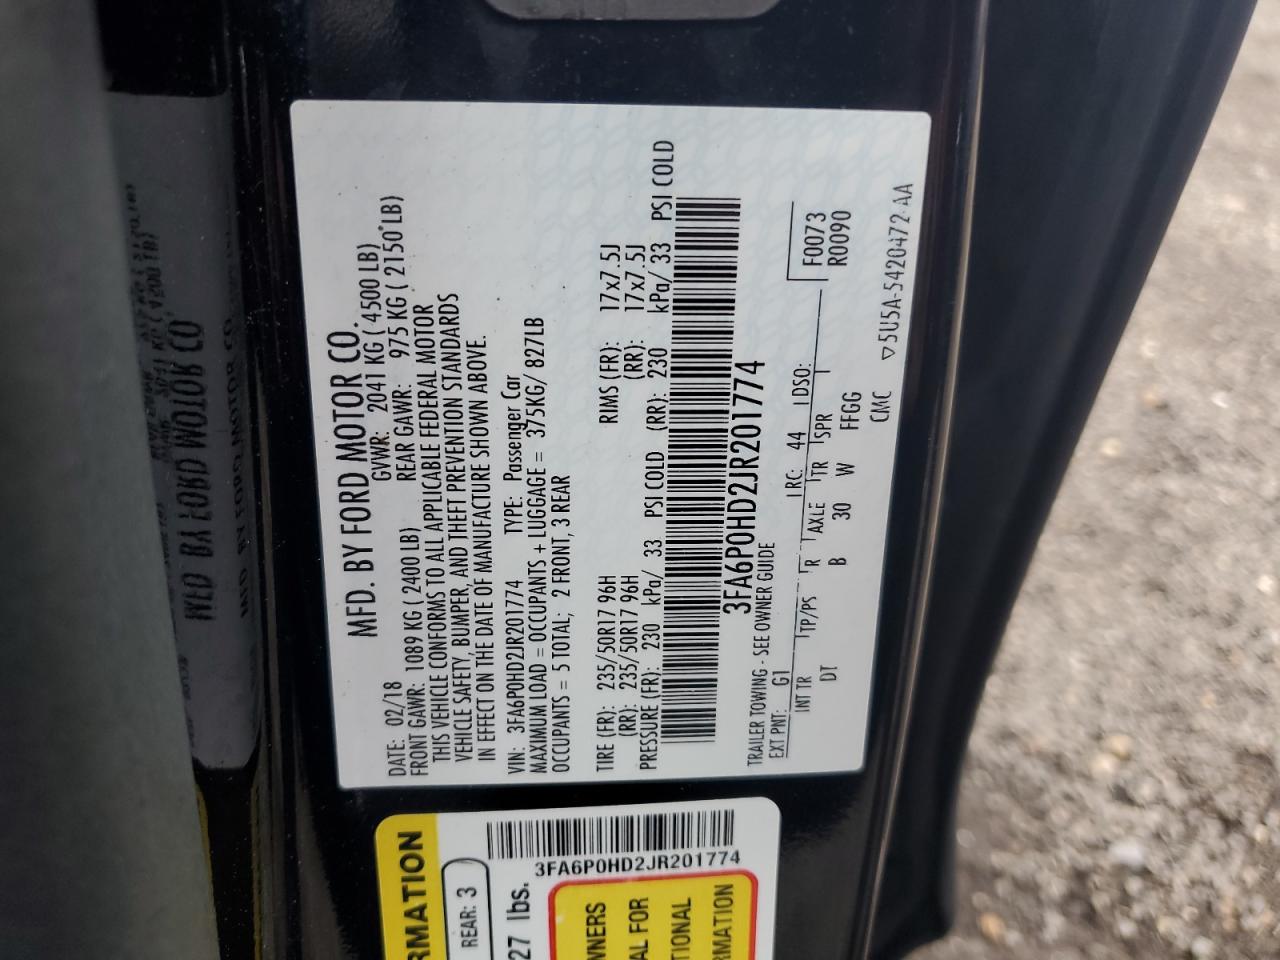 MFD. BY FORD MOTOR CO.
DATE: 02/18 GVWR: 2041 KG ( 4500 LB)
FRONT GAWR: 1089 KG ( 2400 LB) REAR GAWR: 975 KG ( 2150 LB)
THIS VEHICLE CONFORMS TO ALL APPLICABLE FEDERAL MOTOR
VEHICLE SAFETY, BUMPER, AND THEFT PREVENTION STANDARDS
IN EFFECT ON THE DATE OF MANUFACTURE SHOWN ABOVE.
VIN: 3FA6P0HD2JR201774 TYPE: Passenger Car
MAXIMUM LOAD = OCCUPANTS + LUGGAGE = 375KG/ 827LB
OCCUPANTS = 5 TOTAL; 2 FRONT, 3 REAR
TIRE (FR): 235/50R17 96H RIMS (FR): 17x7.5J
(RR): 235/50R17 96H (RR): 17x7.5J
PRESSURE (FR): 230 kPa/ 33 PSI COLD (RR): 230 kPa/ 33 PSI COLD
3FA6P0HD2JR201774
TRAILER TOWING - SEE OWNER GUIDE
EXT PNT: G1 RC: 44 DSO: F0073
R0090
INT TR TP/PS R AXLE TR SPR
DT B 30 W FFGG
CMC
5U5A-5420472-AA
RMATION
REAR: 3
27 lbs.
3FA6P0HD2JR201774
WNERS
AL FOR
TIONAL
RMATION